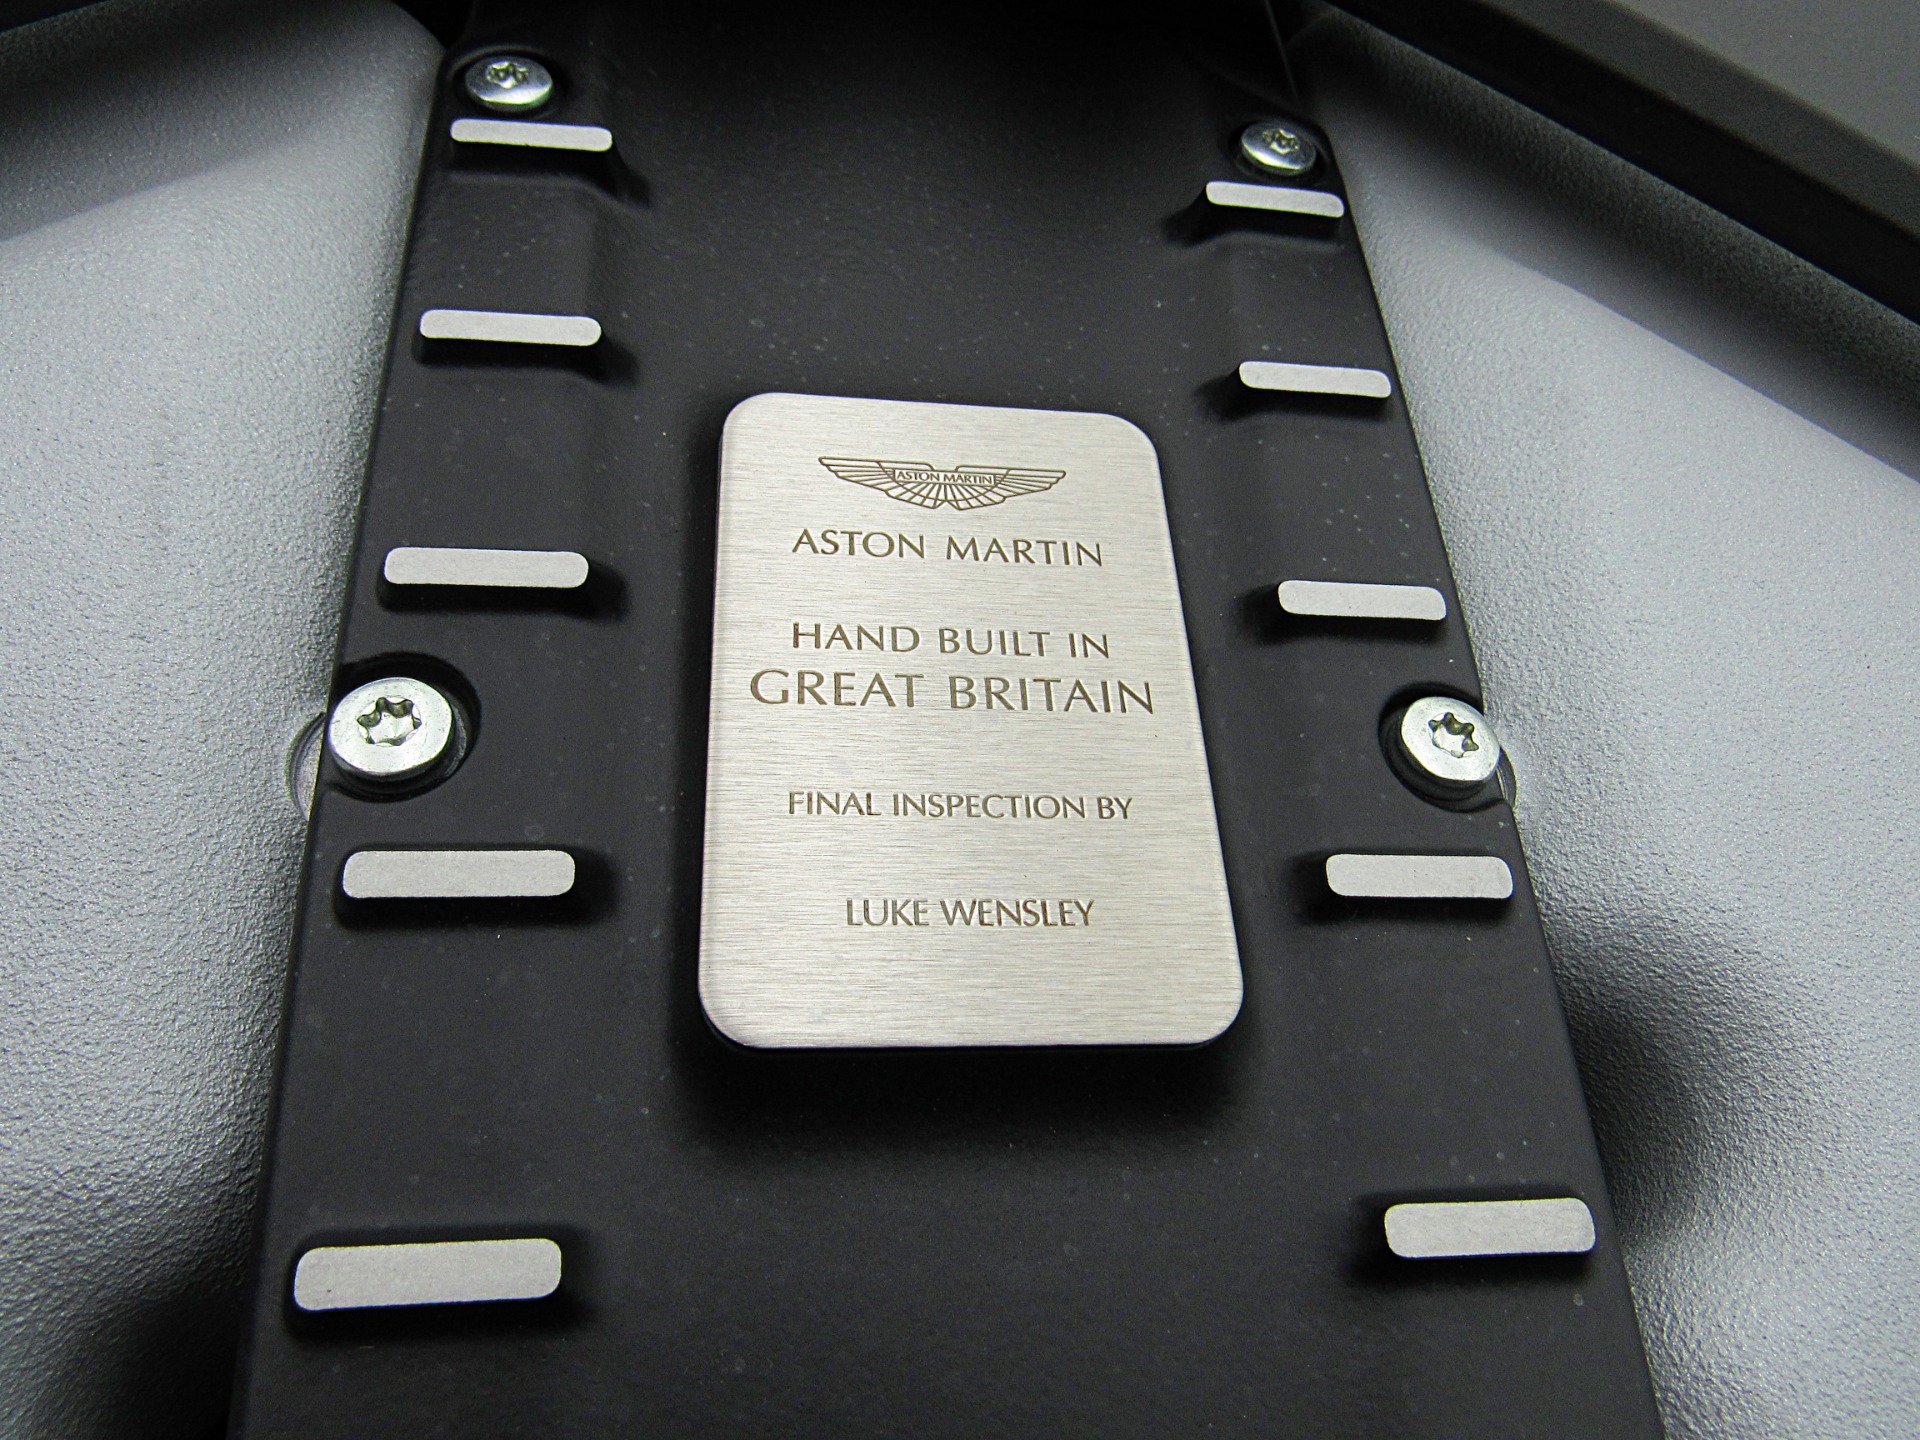 ASTON MARTIN
ASTON MARTIN
HAND BUILT IN
GREAT BRITAIN
FINAL INSPECTION BY
LUKE WENSLEY